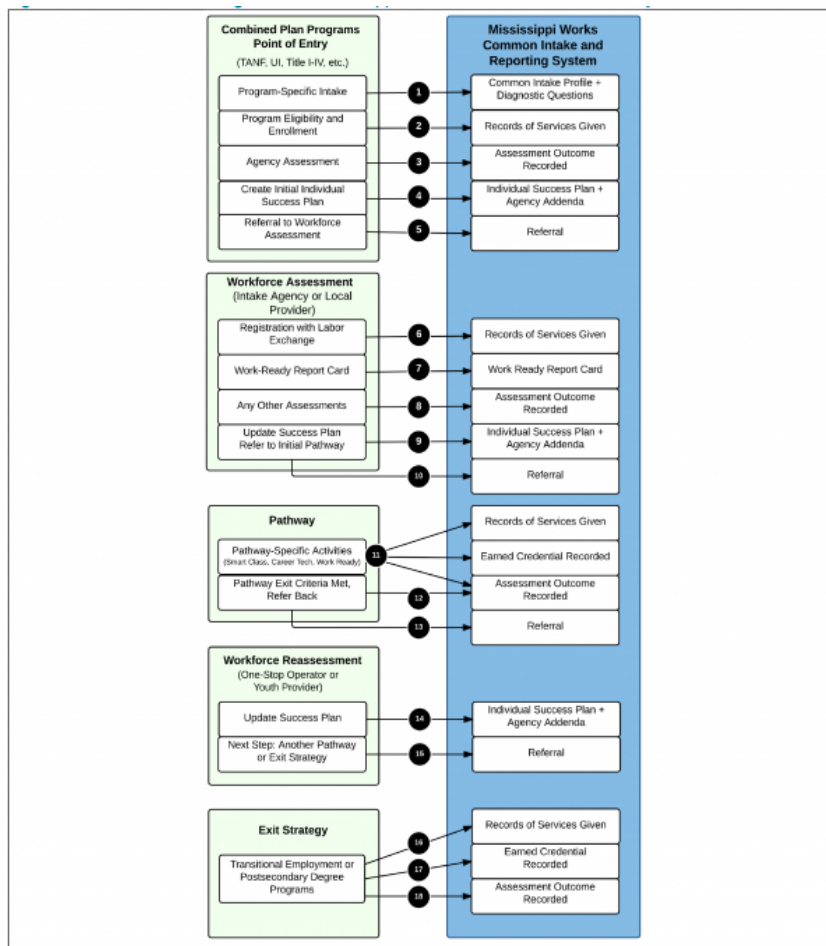 Combined Plan Programs
Point of Entry
(TANF, UI, Title I-IV, etc.)
Program-Specific Intake
Program Eligibility and
Enrollment
Agency Assessment
Create Initial Individual
Success Plan
Referral to Workforce
Assessment
1
2
3
4
5
Mississippi Works
Common Intake and
Reporting System
Common Intake Profile +
Diagnostic Questions
Records of Services Given
Assessment Outcome
Recorded
Individual Success Plan +
Agency Addenda
Referral
Workforce Assessment
(Intake Agency or Local
Provider)
Registration with Labor
Exchange
Work-Ready Report Card
Any Other Assessments
Update Success Plan
Refer to Initial Pathway
6
7
8
9
10
Records of Services Given
Work Ready Report Card
Assessment Outcome
Recorded
Individual Success Plan +
Agency Addenda
Referral
Pathway
Pathway-Specific Activities
(Smart Class, Career Tech, Work Ready)
Pathway Exit Criteria Met,
Refer Back
11
12
13
Records of Services Given
Earned Credential Recorded
Assessment Outcome
Recorded
Referral
Workforce Reassessment
(One-Stop Operator or
Youth Provider)
Update Success Plan
Next Step: Another Pathway
or Exit Strategy
14
15
Individual Success Plan +
Agency Addenda
Referral
Exit Strategy
Transitional Employment or
Postsecondary Degree
Programs
16
17
18
Records of Services Given
Earned Credential
Recorded
Assessment Outcome
Recorded